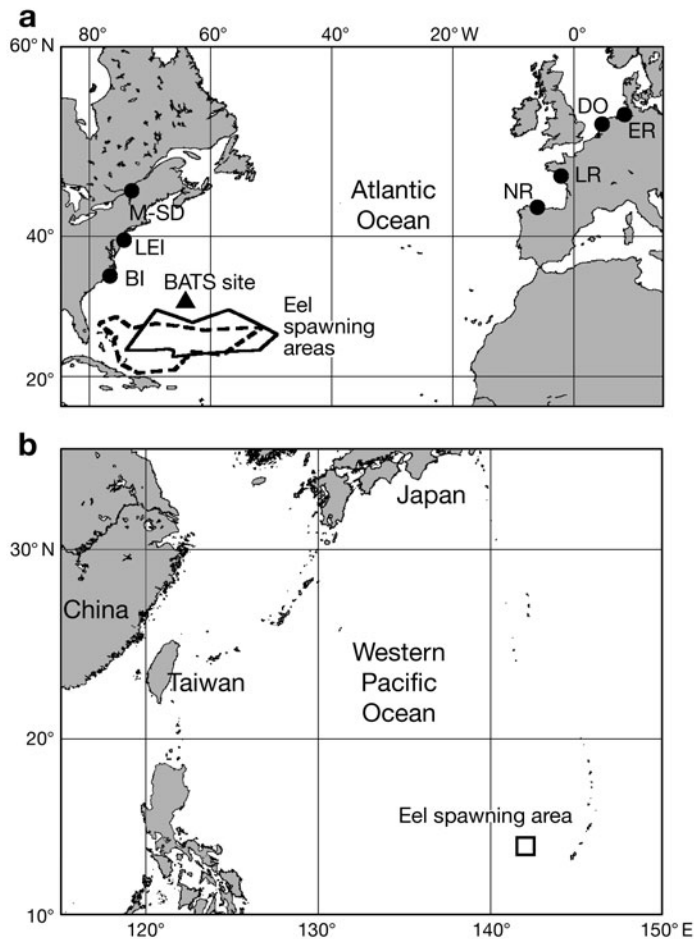 a
80° 60° 40° 20° W 0°
60° N
DO
ER
LR
NR
M-SD
Atlantic
Ocean
40°
LEI
BI
BATS site
Eel
spawning
areas
20°
b
Japan
30° N
China
Western
Pacific
Ocean
Taiwan
20°
Eel spawning area
10°
120° 130° 140° 150° E